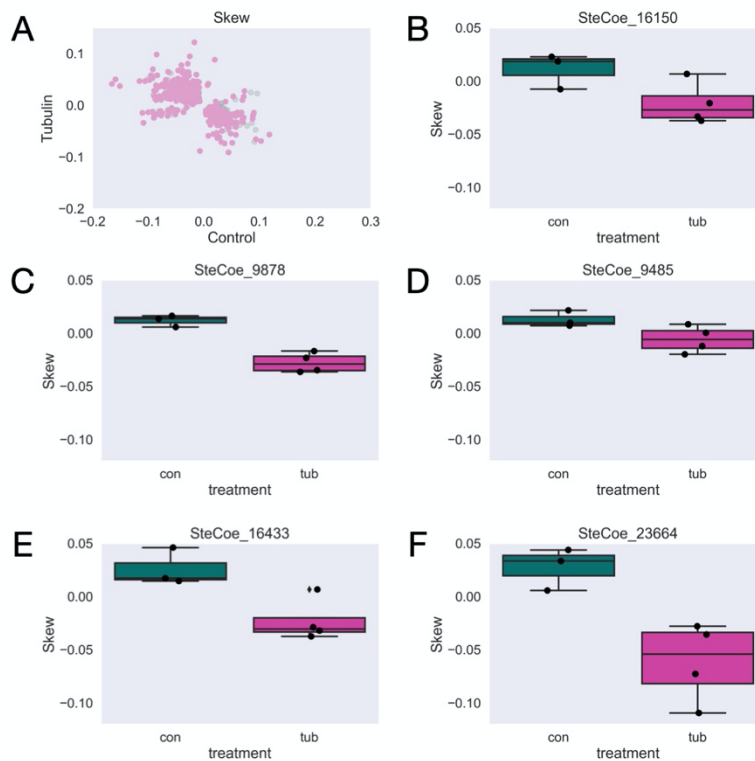 A
Skew
Tubulin
0.1
0.0
−0.1
−0.2
−0.2 −0.1 0.0 0.1 0.2 0.3
Control
B
SteCoe_16150
Skew
0.05
0.00
−0.05
−0.10
con tub
treatment
C
SteCoe_9878
Skew
0.05
0.00
−0.05
−0.10
con tub
treatment
D
SteCoe_9485
Skew
0.05
0.00
−0.05
−0.10
con tub
treatment
E
SteCoe_16433
Skew
0.05
0.00
−0.05
−0.10
con tub
treatment
F
SteCoe_23664
Skew
0.05
0.00
−0.05
−0.10
con tub
treatment